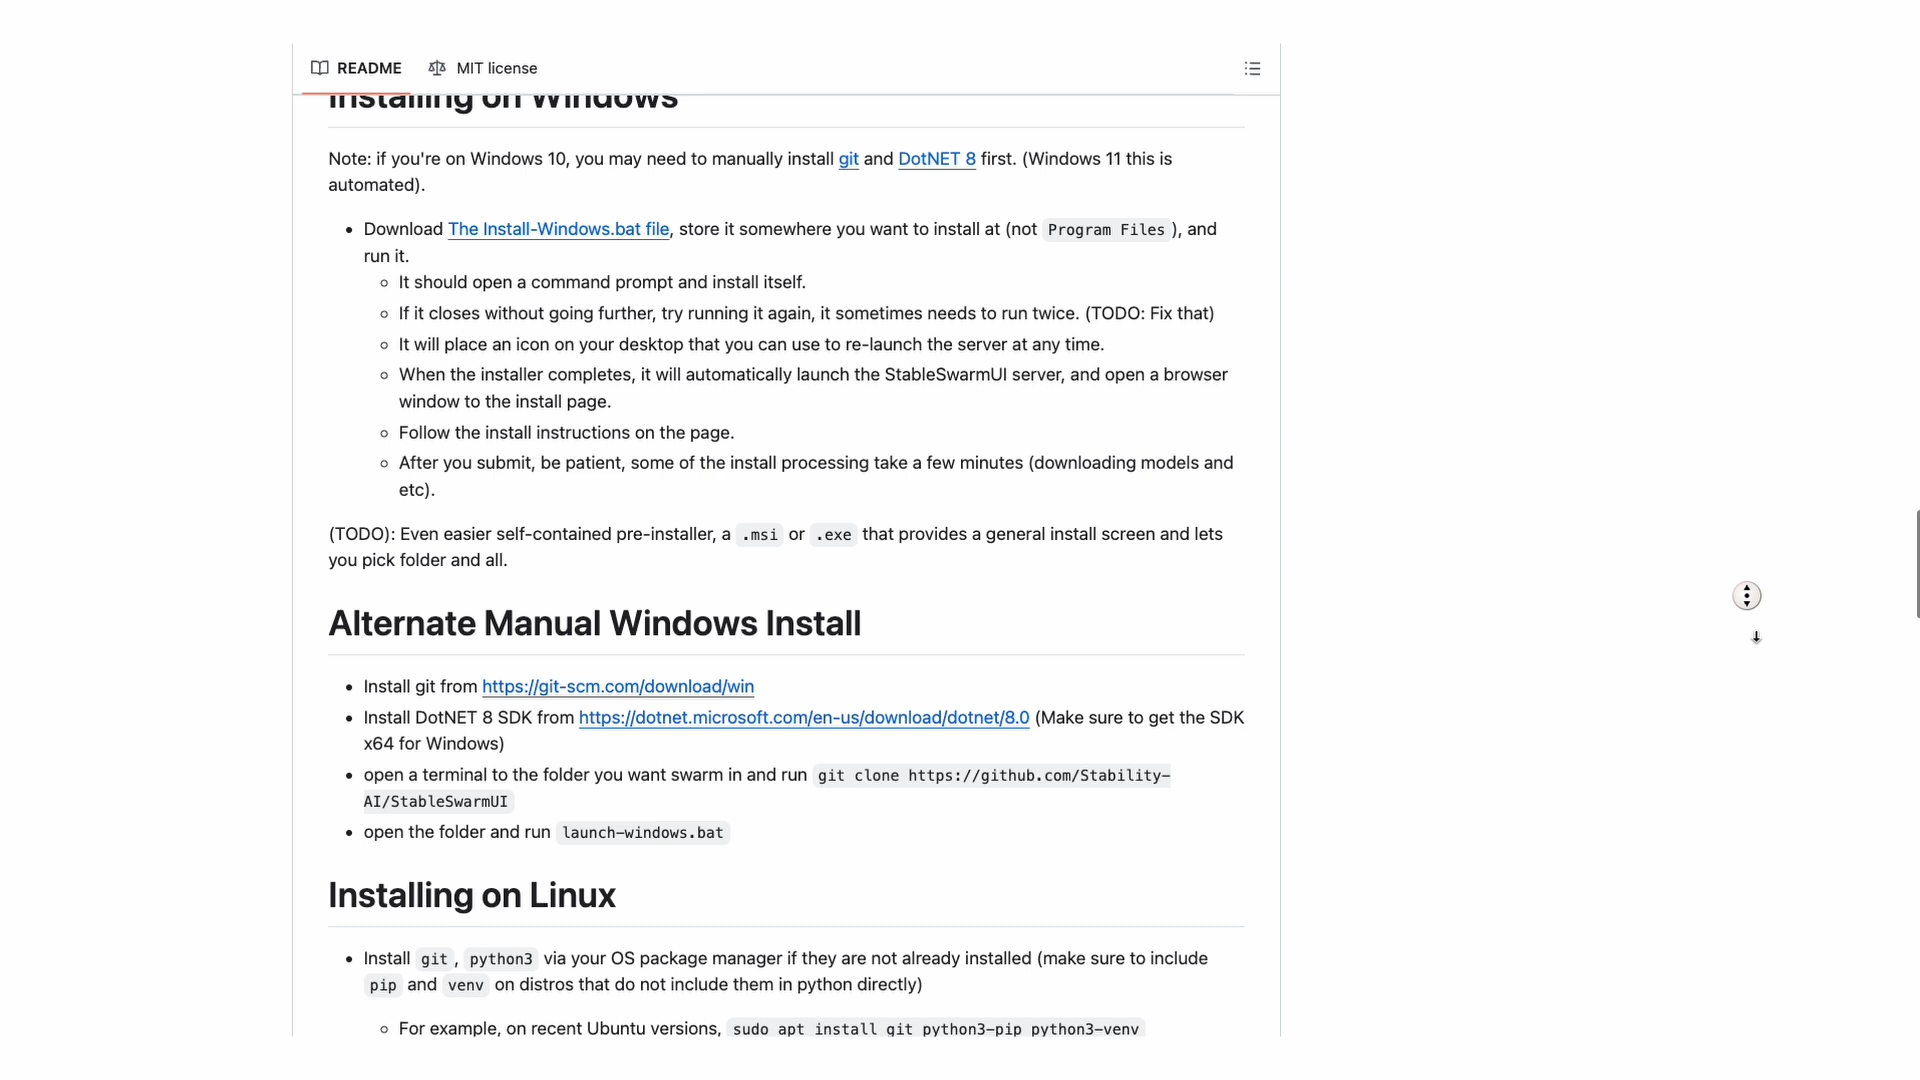 README MIT license
Installing on Windows
Note: if you're on Windows 10, you may need to manually install git and DotNET 8 first. (Windows 11 this is
automated).
• Download The Install-Windows.bat file, store it somewhere you want to install at (not Program Files), and
run it.
◦ It should open a command prompt and install itself.
◦ If it closes without going further, try running it again, it sometimes needs to run twice. (TODO: Fix that)
◦ It will place an icon on your desktop that you can use to re-launch the server at any time.
◦ When the installer completes, it will automatically launch the StableSwarmUI server, and open a browser
window to the install page.
◦ Follow the install instructions on the page.
◦ After you submit, be patient, some of the install processing take a few minutes (downloading models and
etc).
(TODO): Even easier self-contained pre-installer, a .msi or .exe that provides a general install screen and lets
you pick folder and all.
Alternate Manual Windows Install
• Install git from https://git-scm.com/download/win
• Install DotNET 8 SDK from https://dotnet.microsoft.com/en-us/download/dotnet/8.0 (Make sure to get the SDK
x64 for Windows)
• open a terminal to the folder you want swarm in and run git clone https://github.com/Stability-
AI/StableSwarmUI
• open the folder and run launch-windows.bat
Installing on Linux
• Install git, python3 via your OS package manager if they are not already installed (make sure to include
pip and venv on distros that do not include them in python directly)
◦ For example, on recent Ubuntu versions, sudo apt install git python3-pip python3-venv